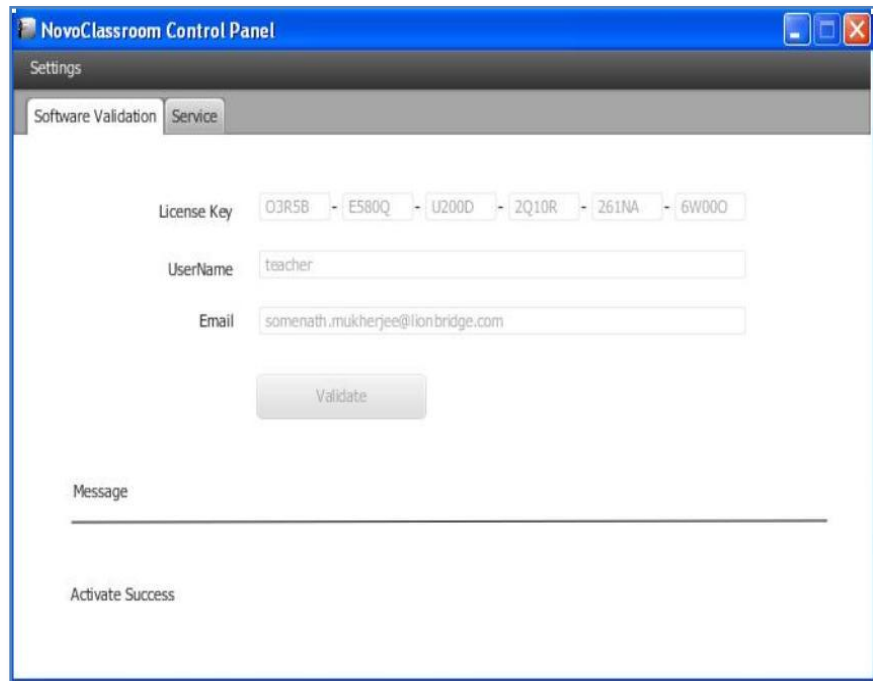 NovoClassroom Control Panel
Settings
Software Validation Service
License Key O3R5B - E580Q - U200D - 2Q10R - 261NA - 6W00O
UserName teacher
Email somenath.mukherjee@lionbridge.com
Validate
Message
Activate Success